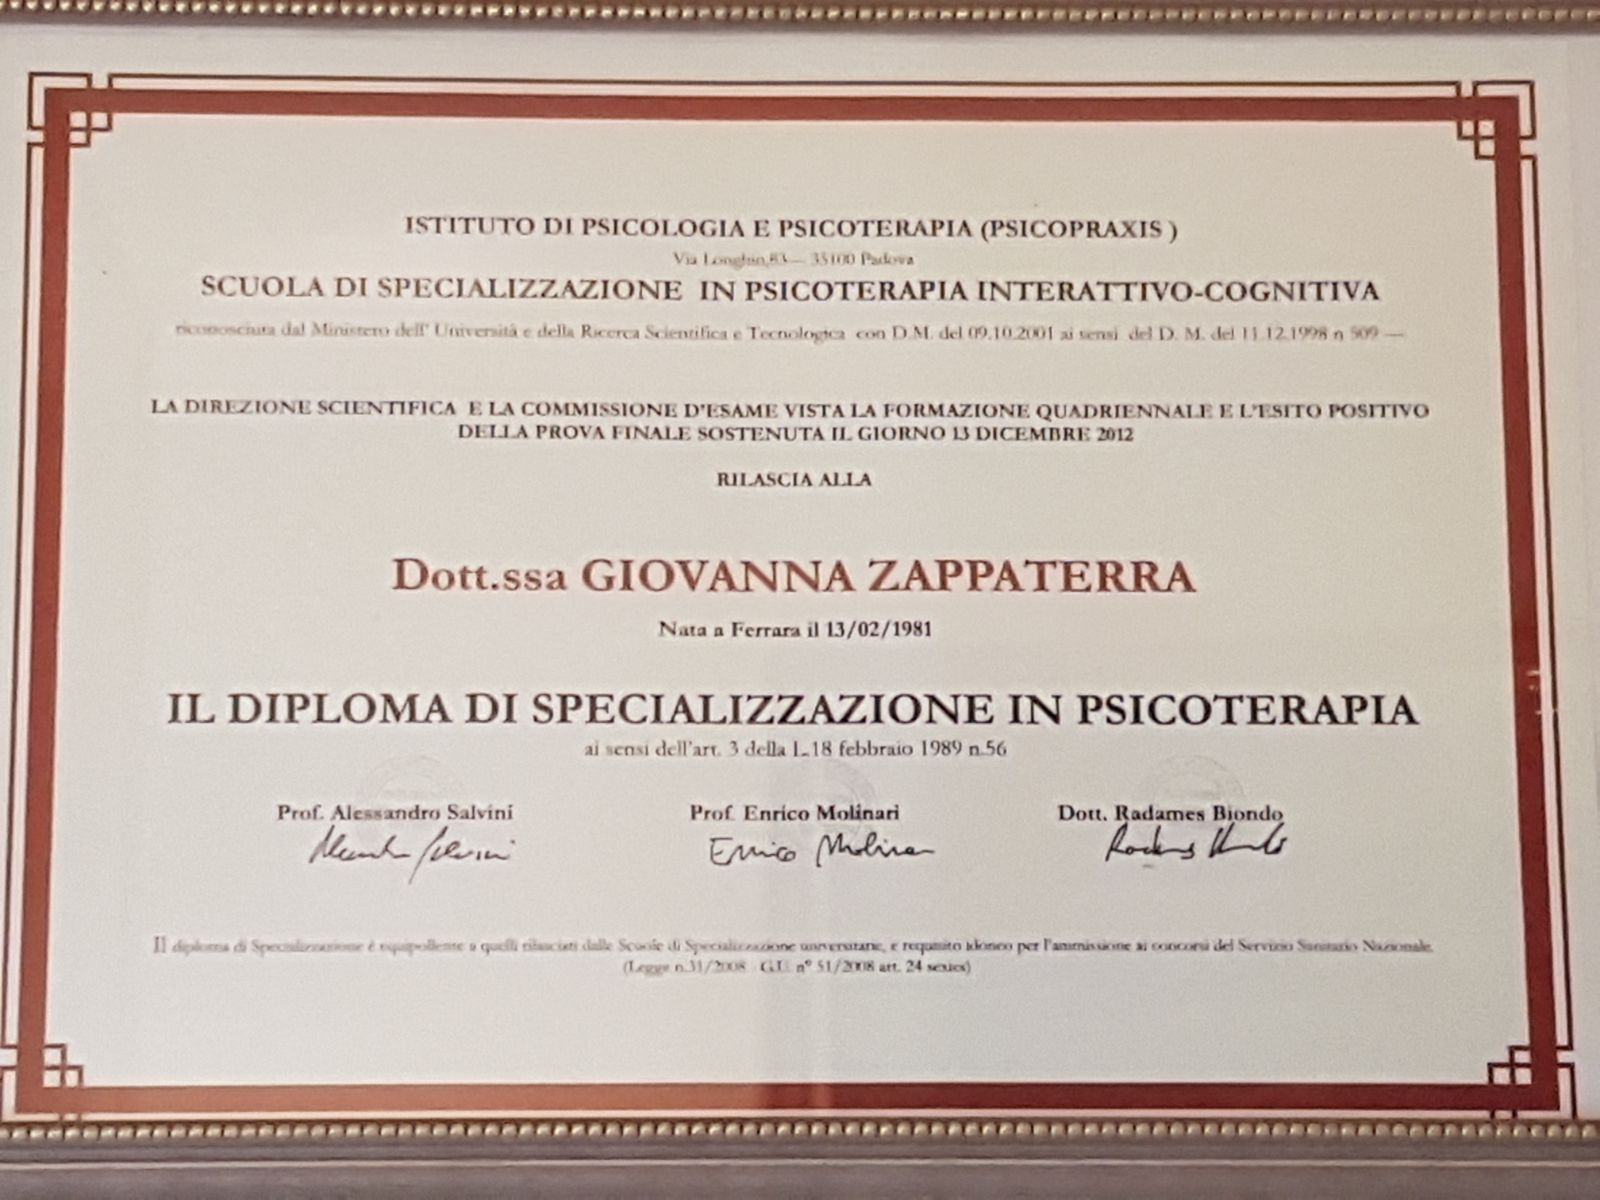 ISTITUTO DI PSICOLOGIA E PSICOTERAPIA (PSICOPRAXIS )
Via Longhin,83 — 35100 Padova
SCUOLA DI SPECIALIZZAZIONE IN PSICOTERAPIA INTERATTIVO-COGNITIVA
riconosciuta dal Ministero dell' Università e della Ricerca Scientifica e Tecnologica con D.M. del 09.10.2001 ai sensi del D. M. del 11.12.1998 n 509 —
LA DIREZIONE SCIENTIFICA E LA COMMISSIONE D'ESAME VISTA LA FORMAZIONE QUADRIENNALE E L'ESITO POSITIVO
DELLA PROVA FINALE SOSTENUTA IL GIORNO 13 DICEMBRE 2012
RILASCIA ALLA
Dott.ssa GIOVANNA ZAPPATERRA
Nata a Ferrara il 13/02/1981
IL DIPLOMA DI SPECIALIZZAZIONE IN PSICOTERAPIA
ai sensi dell'art. 3 della L.18 febbraio 1989 n.56
Prof. Alessandro Salvini Prof. Enrico Molinari Dott. Radames Biondo
Enrico Molinari
Il diploma di Specializzazione è equipollente a quelli rilasciati dalle Scuole di Specializzazione universitarie, e requisito idoneo per l'ammissione ai concorsi del Servizio Sanitario Nazionale.
(Legge n.31/2008 G.U. n° 51/2008 art. 24 sexies)